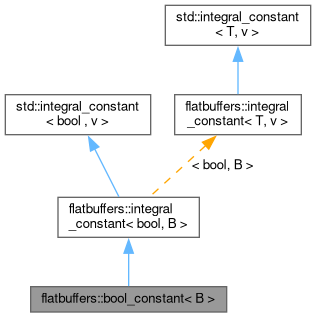 std::integral_constant
< T, v >
std::integral_constant
< bool , v >
flatbuffers::integral
_constant< T, v >
< bool, B >
flatbuffers::integral
_constant< bool, B >
flatbuffers::bool_constant< B >